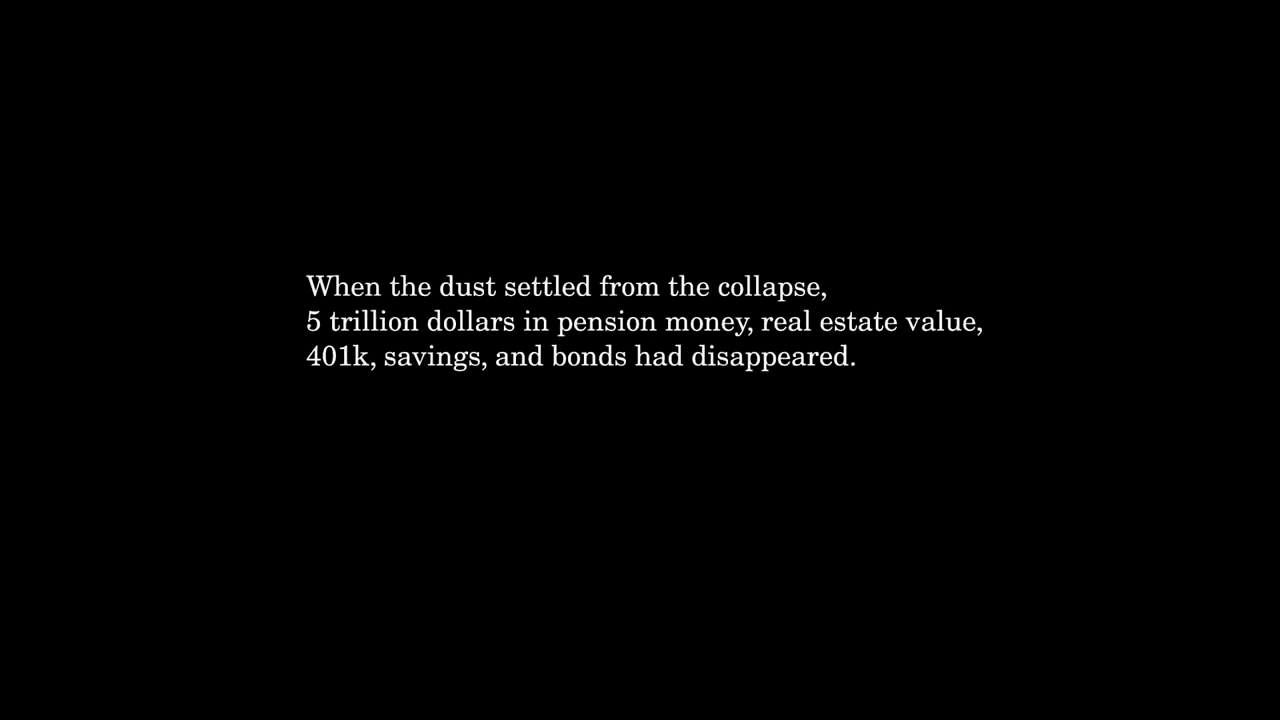 When the dust settled from the collapse,
5 trillion dollars in pension money, real estate value,
401k, savings, and bonds had disappeared.